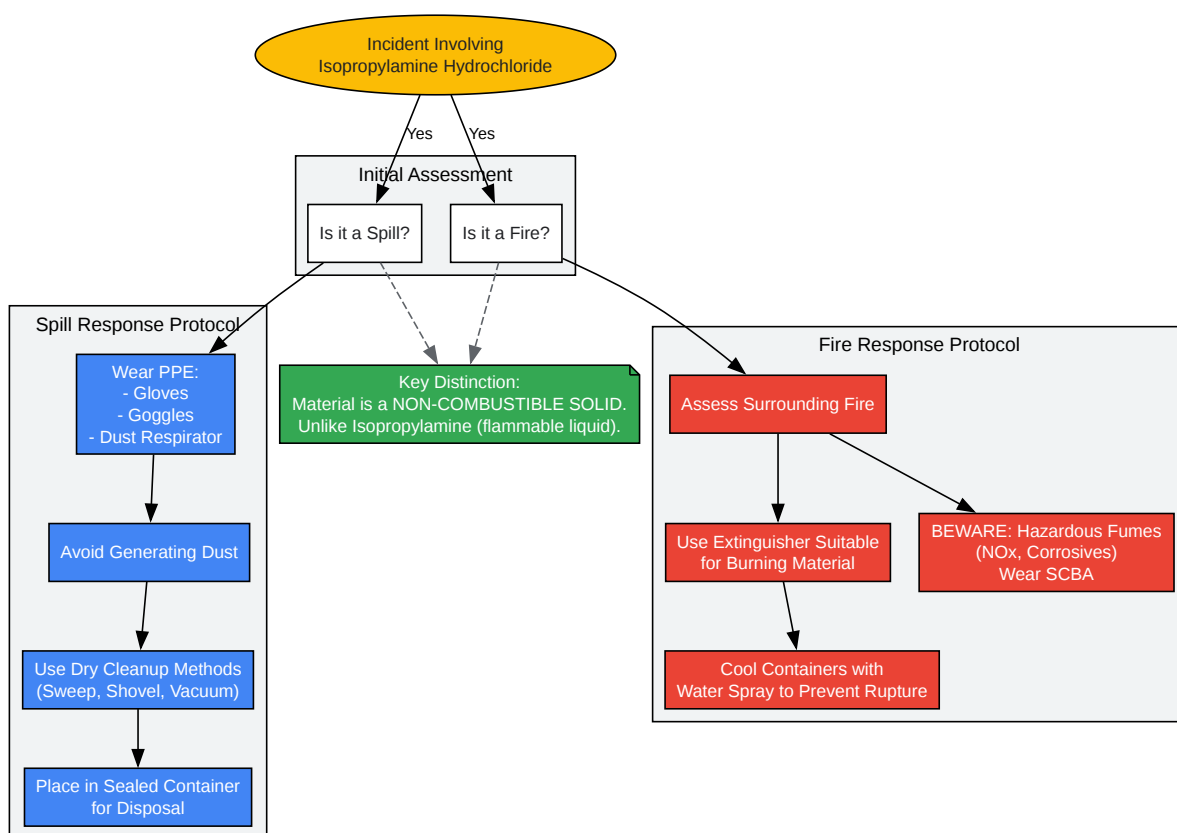 Incident Involving
Isopropylamine Hydrochloride
Yes
Yes
Initial Assessment
Is it a Spill?
Is it a Fire?
Spill Response Protocol
Wear PPE:
- Gloves
- Goggles
- Dust Respirator
Avoid Generating Dust
Use Dry Cleanup Methods
(Sweep, Shovel, Vacuum)
Place in Sealed Container
for Disposal
Key Distinction:
Material is a NON-COMBUSTIBLE SOLID.
Unlike Isopropylamine (flammable liquid).
Fire Response Protocol
Assess Surrounding Fire
Use Extinguisher Suitable
for Burning Material
BEWARE: Hazardous Fumes
(NOx, Corrosives)
Wear SCBA
Cool Containers with
Water Spray to Prevent Rupture